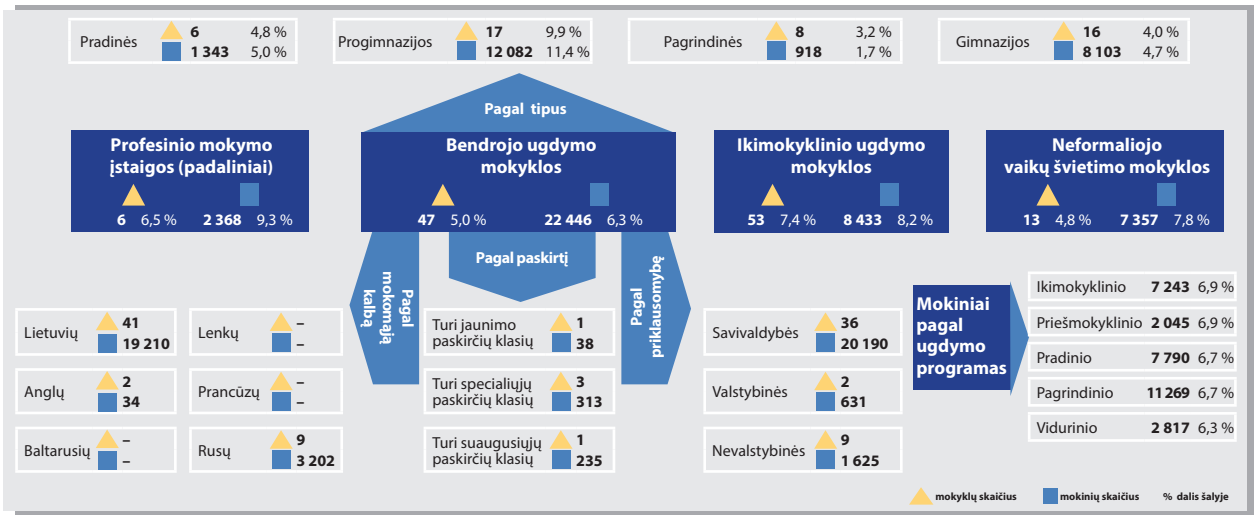 Pradinės 6 4,8 %
1 343 5,0 %
Progimnazijos 17 9,9 %
12 082 11,4 %
Pagrindinės 8 3,2 %
918 1,7 %
Gimnazijos 16 4,0 %
8 103 4,7 %
Pagal tipus
Profesinio mokymo
įstaigos (padaliniai)
6 6,5 % 2 368 9,3 %
Bendrojo ugdymo
mokyklos
47 5,0 % 22 446 6,3 %
Ikimokyklinio ugdymo
mokyklos
53 7,4 % 8 433 8,2 %
Neformaliojo
vaikų švietimo mokyklos
13 4,8 % 7 357 7,8 %
Pagal
mokomąją
kalbą
Pagal paskirtį
Pagal
priklausomybę
Lietuvių 41
19 210
Lenkų –
–
Anglų 2
34
Prancūzų –
–
Baltarusių –
–
Rusų 9
3 202
Turi jaunimo
paskirčių klasių
1
38
Turi specialiųjų
paskirčių klasių
3
313
Turi suaugusiųjų
paskirčių klasių
1
235
Savivaldybės 36
20 190
Valstybinės 2
631
Nevalstybinės 9
1 625
Mokiniai
pagal
ugdymo
programas
Ikimokyklinio 7 243 6,9 %
Priešmokyklinio 2 045 6,9 %
Pradinio 7 790 6,7 %
Pagrindinio 11 269 6,7 %
Vidurinio 2 817 6,3 %
mokyklų skaičius mokinių skaičius % dalis šalyje